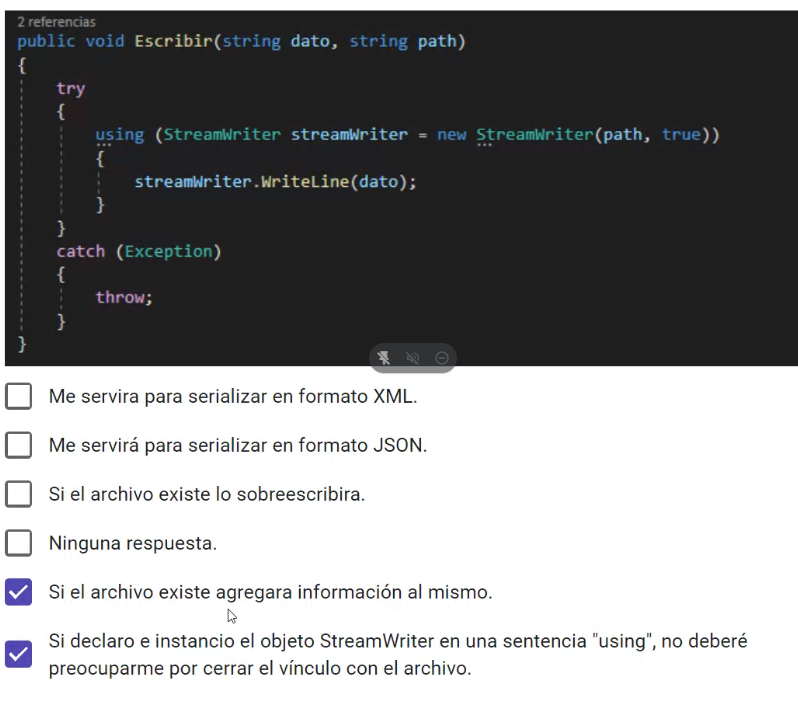 2 referencias
public void Escribir(string dato, string path)
{
try
{
using (StreamWriter streamWriter = new StreamWriter(path, true))
{
streamWriter.WriteLine(dato);
}
}
catch (Exception)
{
throw;
}
}
Me servira para serializar en formato XML.
Me servirá para serializar en formato JSON.
Si el archivo existe lo sobreescribira.
Ninguna respuesta.
Si el archivo existe agregara información al mismo.
Si declaro e instancio el objeto StreamWriter en una sentencia "using", no deberé
preocuparme por cerrar el vínculo con el archivo.